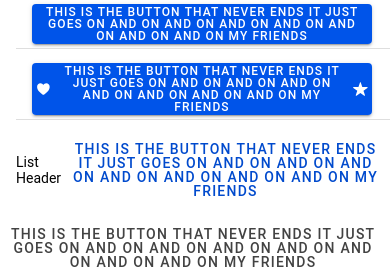 THIS IS THE BUTTON THAT NEVER ENDS IT JUST
GOES ON AND ON AND ON AND ON AND ON AND
ON AND ON AND ON AND ON MY FRIENDS
THIS IS THE BUTTON THAT NEVER ENDS IT
JUST GOES ON AND ON AND ON AND ON
AND ON AND ON AND ON AND ON MY
FRIENDS
List
Header
THIS IS THE BUTTON THAT NEVER ENDS
IT JUST GOES ON AND ON AND ON AND
ON AND ON AND ON AND ON AND ON MY
FRIENDS
THIS IS THE BUTTON THAT NEVER ENDS IT JUST
GOES ON AND ON AND ON AND ON AND ON AND
ON AND ON AND ON AND ON MY FRIENDS